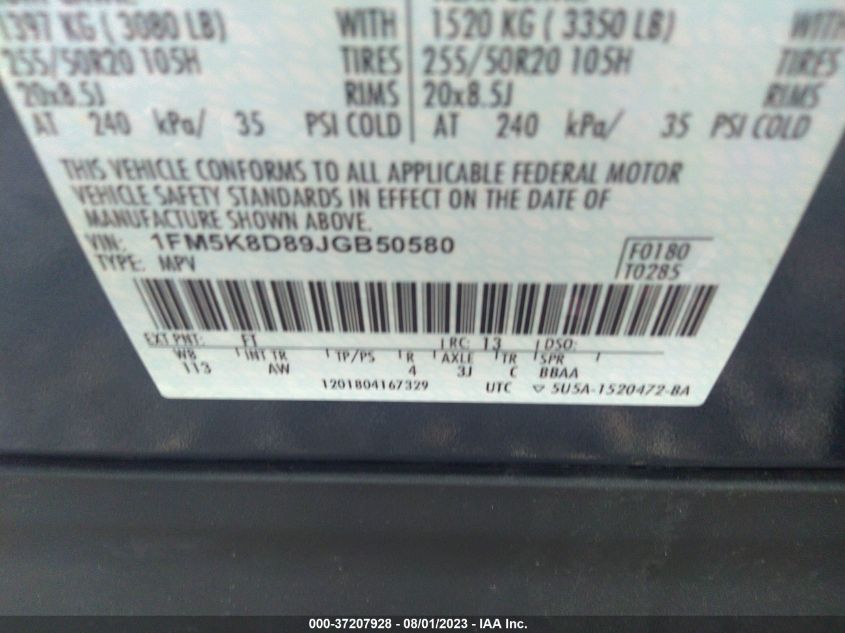 1397 KG ( 3080 LB) WITH 1520 KG ( 3350 LB) WITH
255/50R20 105H TIRES 255/50R20 105H TIRES
20x8.5J RIMS 20x8.5J RIMS
AT 240 kPa/ 35 PSI COLD AT 240 kPa/ 35 PSI COLD
THIS VEHICLE CONFORMS TO ALL APPLICABLE FEDERAL MOTOR
VEHICLE SAFETY STANDARDS IN EFFECT ON THE DATE OF
MANUFACTURE SHOWN ABOVE.
VIN: 1FM5K8D89JGB50580
TYPE: MPV
F0180
T0285
EXT PNT: FT RC: 13 DSO:
WB INT TR TP/PS R AXLE TR SPR
113 AW 4 3J C BBAA
1201804167329 UTC ▽ 5U5A-1520472-BA
000-37207928 - 08/01/2023 - IAA Inc.